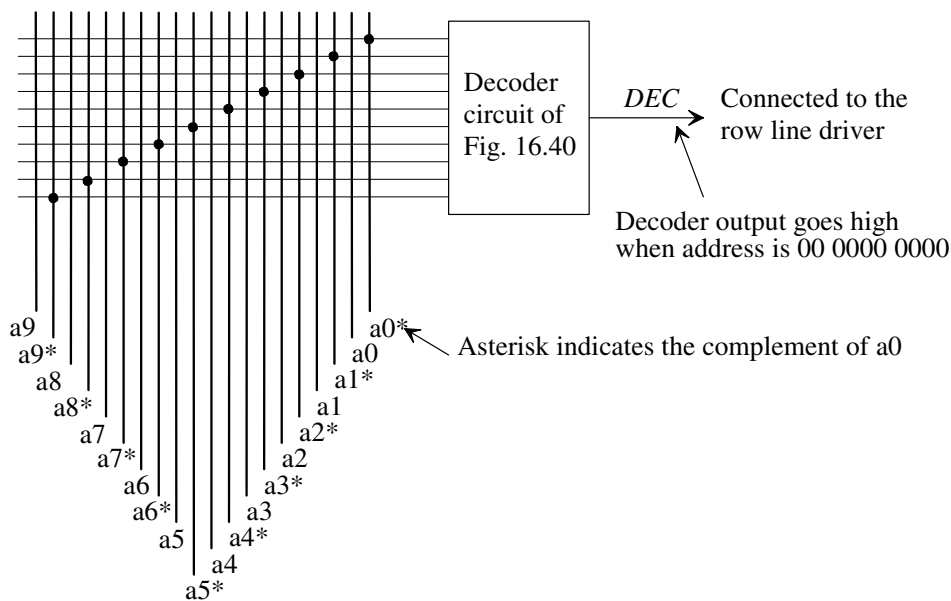 Decoder
circuit of
Fig. 16.40
DEC
Connected to the
row line driver
Decoder output goes high
when address is 00 0000 0000
a9
a9*
a8
a8*
a7
a7*
a6
a6*
a5
a5*
a4
a4*
a3
a3*
a2
a2*
a1
a1*
a0
a0*
Asterisk indicates the complement of a0